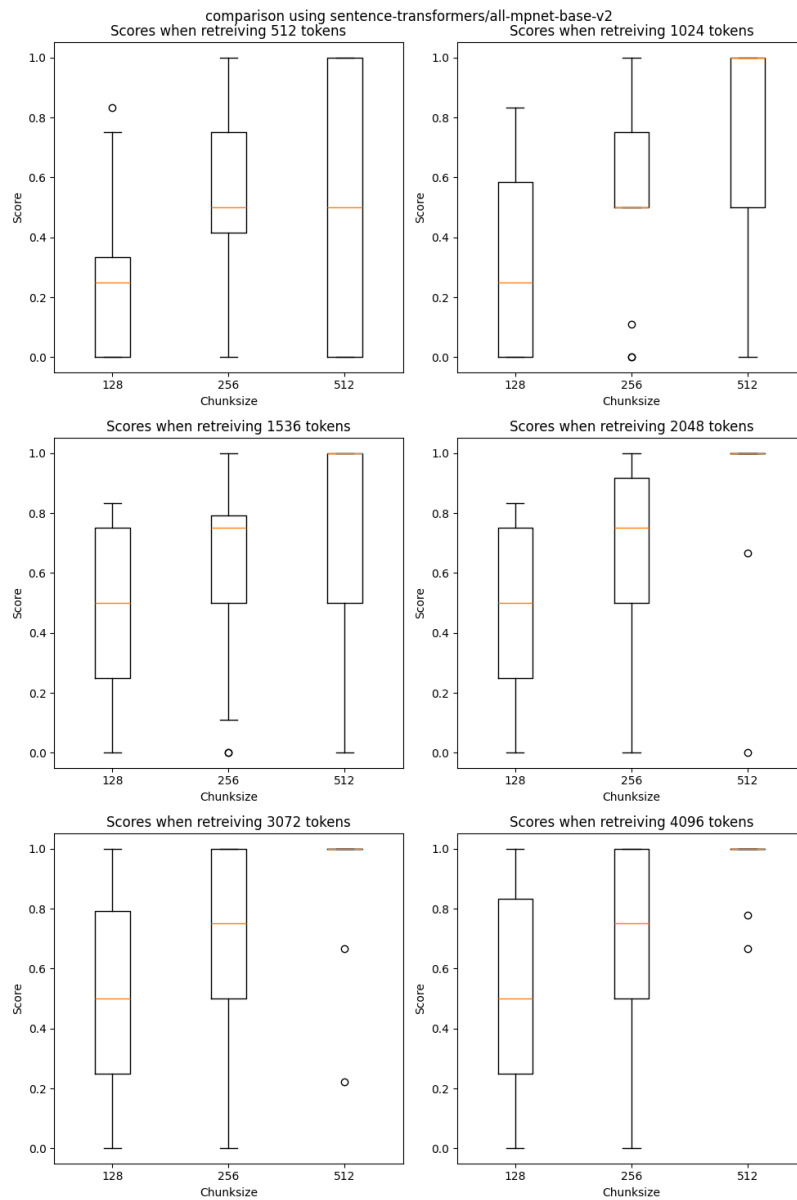 comparison using sentence-transformers/all-mpnet-base-v2
Scores when retreiving 512 tokens
1.0
0.8
0.6
0.4
0.2
0.0
Score
128 256 512
Chunksize
Scores when retreiving 1024 tokens
1.0
0.8
0.6
0.4
0.2
0.0
Score
128 256 512
Chunksize
Scores when retreiving 1536 tokens
1.0
0.8
0.6
0.4
0.2
0.0
Score
128 256 512
Chunksize
Scores when retreiving 2048 tokens
1.0
0.8
0.6
0.4
0.2
0.0
Score
128 256 512
Chunksize
Scores when retreiving 3072 tokens
1.0
0.8
0.6
0.4
0.2
0.0
Score
128 256 512
Chunksize
Scores when retreiving 4096 tokens
1.0
0.8
0.6
0.4
0.2
0.0
Score
128 256 512
Chunksize